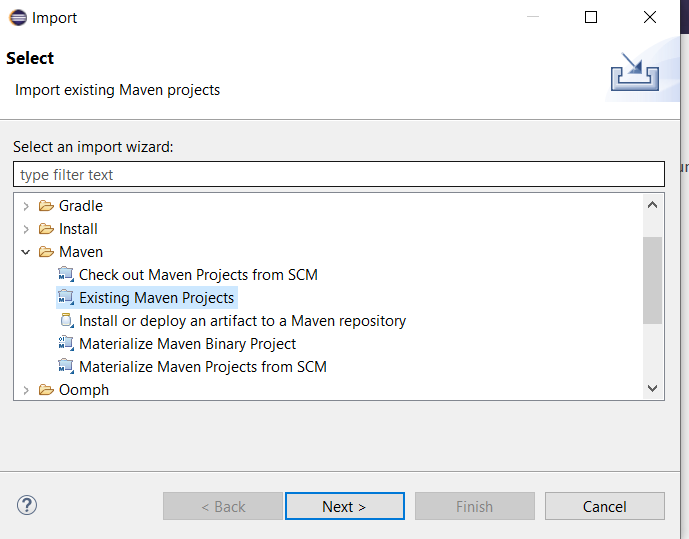 Import
Select
Import existing Maven projects
Select an import wizard:
type filter text
Gradle
Install
Maven
Check out Maven Projects from SCM
Existing Maven Projects
Install or deploy an artifact to a Maven repository
Materialize Maven Binary Project
Materialize Maven Projects from SCM
Oomph
< Back Next > Finish Cancel